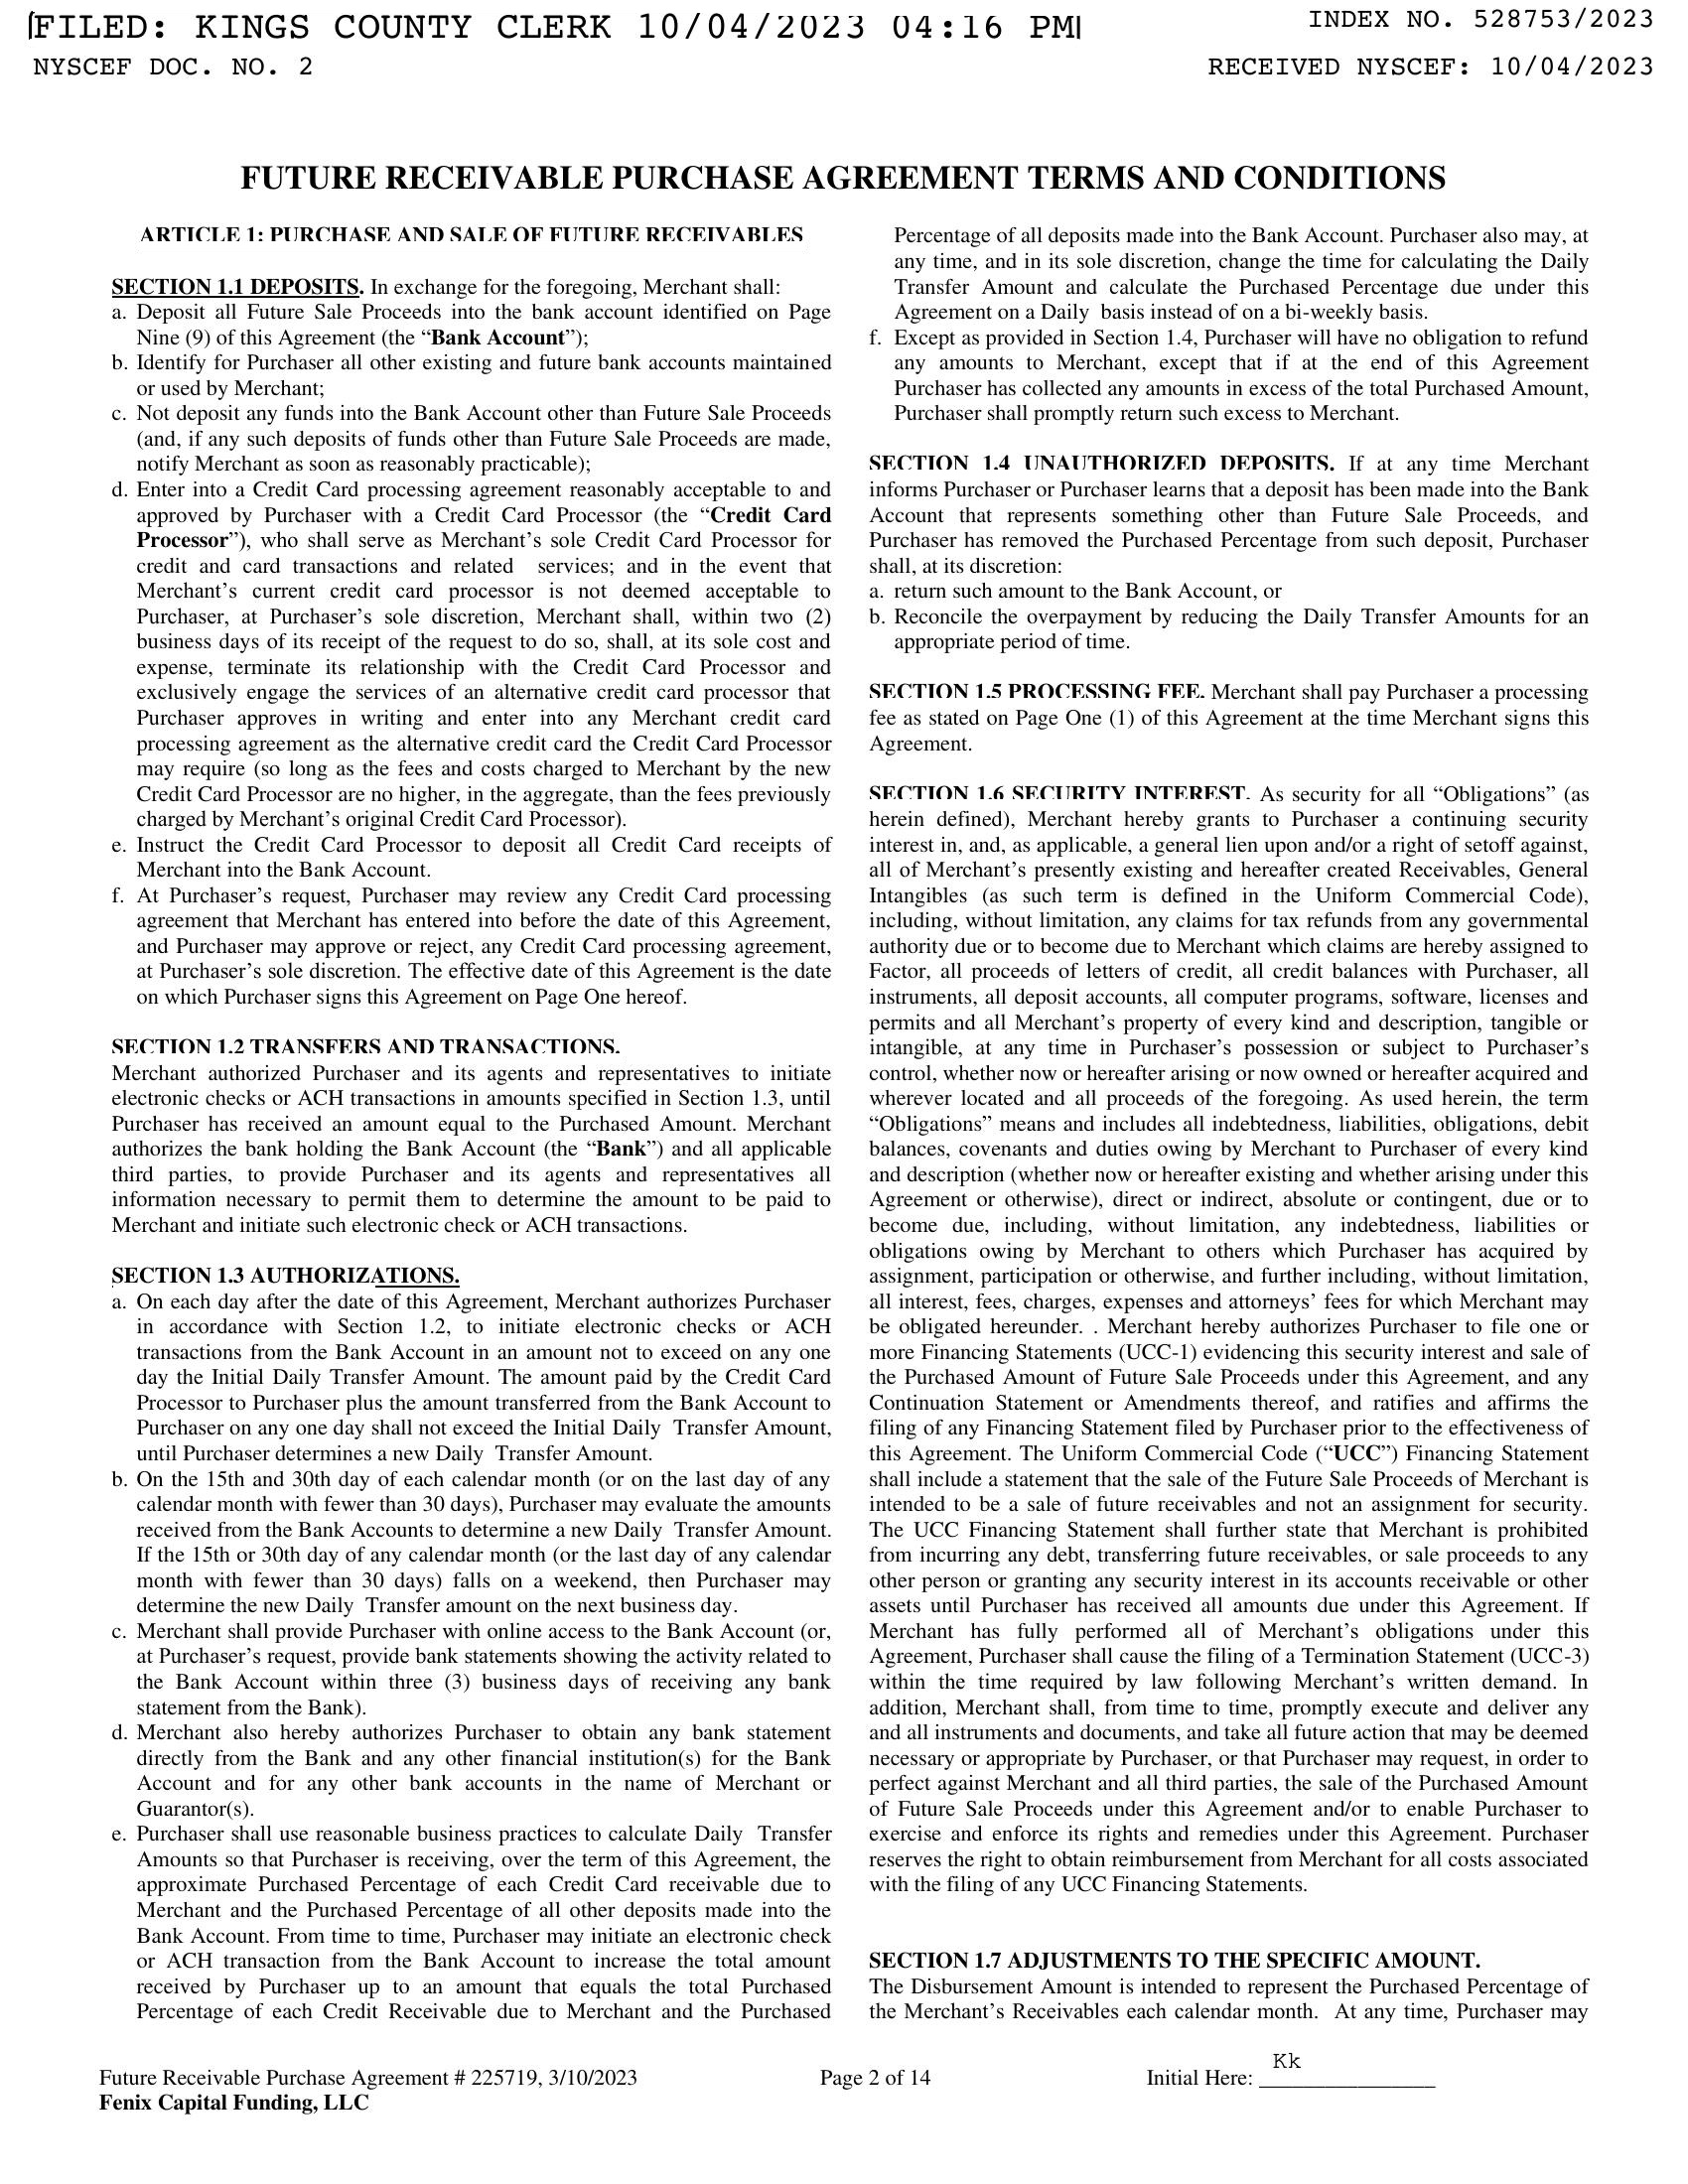 FILED: KINGS COUNTY CLERK 10/04/2023 04:16 PM
INDEX NO. 528753/2023
NYSCEF DOC. NO. 2
RECEIVED NYSCEF: 10/04/2023
FUTURE RECEIVABLE PURCHASE AGREEMENT TERMS AND CONDITIONS
ARTICLE 1: PURCHASE AND SALE OF FUTURE RECEIVABLES
SECTION 1.1 DEPOSITS. In exchange for the foregoing, Merchant shall:
a. Deposit all Future Sale Proceeds into the bank account identified on Page
Nine (9) of this Agreement (the “Bank Account”);
b. Identify for Purchaser all other existing and future bank accounts maintained
or used by Merchant;
c. Not deposit any funds into the Bank Account other than Future Sale Proceeds
(and, if any such deposits of funds other than Future Sale Proceeds are made,
notify Merchant as soon as reasonably practicable);
d. Enter into a Credit Card processing agreement reasonably acceptable to and
approved by Purchaser with a Credit Card Processor (the “Credit Card
Processor”), who shall serve as Merchant’s sole Credit Card Processor for
credit and card transactions and related services; and in the event that
Merchant’s current credit card processor is not deemed acceptable to
Purchaser, at Purchaser’s sole discretion, Merchant shall, within two (2)
business days of its receipt of the request to do so, shall, at its sole cost and
expense, terminate its relationship with the Credit Card Processor and
exclusively engage the services of an alternative credit card processor that
Purchaser approves in writing and enter into any Merchant credit card
processing agreement as the alternative credit card the Credit Card Processor
may require (so long as the fees and costs charged to Merchant by the new
Credit Card Processor are no higher, in the aggregate, than the fees previously
charged by Merchant’s original Credit Card Processor).
e. Instruct the Credit Card Processor to deposit all Credit Card receipts of
Merchant into the Bank Account.
f. At Purchaser’s request, Purchaser may review any Credit Card processing
agreement that Merchant has entered into before the date of this Agreement,
and Purchaser may approve or reject, any Credit Card processing agreement,
at Purchaser’s sole discretion. The effective date of this Agreement is the date
on which Purchaser signs this Agreement on Page One hereof.
SECTION 1.2 TRANSFERS AND TRANSACTIONS.
Merchant authorized Purchaser and its agents and representatives to initiate
electronic checks or ACH transactions in amounts specified in Section 1.3, until
Purchaser has received an amount equal to the Purchased Amount. Merchant
authorizes the bank holding the Bank Account (the “Bank”) and all applicable
third parties, to provide Purchaser and its agents and representatives all
information necessary to permit them to determine the amount to be paid to
Merchant and initiate such electronic check or ACH transactions.
SECTION 1.3 AUTHORIZATIONS.
a. On each day after the date of this Agreement, Merchant authorizes Purchaser
in accordance with Section 1.2, to initiate electronic checks or ACH
transactions from the Bank Account in an amount not to exceed on any one
day the Initial Daily Transfer Amount. The amount paid by the Credit Card
Processor to Purchaser plus the amount transferred from the Bank Account to
Purchaser on any one day shall not exceed the Initial Daily Transfer Amount,
until Purchaser determines a new Daily Transfer Amount.
b. On the 15th and 30th day of each calendar month (or on the last day of any
calendar month with fewer than 30 days), Purchaser may evaluate the amounts
received from the Bank Accounts to determine a new Daily Transfer Amount.
If the 15th or 30th day of any calendar month (or the last day of any calendar
month with fewer than 30 days) falls on a weekend, then Purchaser may
determine the new Daily Transfer amount on the next business day.
c. Merchant shall provide Purchaser with online access to the Bank Account (or,
at Purchaser’s request, provide bank statements showing the activity related to
the Bank Account within three (3) business days of receiving any bank
statement from the Bank).
d. Merchant also hereby authorizes Purchaser to obtain any bank statement
directly from the Bank and any other financial institution(s) for the Bank
Account and for any other bank accounts in the name of Merchant or
Guarantor(s).
e. Purchaser shall use reasonable business practices to calculate Daily Transfer
Amounts so that Purchaser is receiving, over the term of this Agreement, the
approximate Purchased Percentage of each Credit Card receivable due to
Merchant and the Purchased Percentage of all other deposits made into the
Bank Account. From time to time, Purchaser may initiate an electronic check
or ACH transaction from the Bank Account to increase the total amount
received by Purchaser up to an amount that equals the total Purchased
Percentage of each Credit Receivable due to Merchant and the Purchased
Percentage of all deposits made into the Bank Account. Purchaser also may, at
any time, and in its sole discretion, change the time for calculating the Daily
Transfer Amount and calculate the Purchased Percentage due under this
Agreement on a Daily basis instead of on a bi-weekly basis.
f. Except as provided in Section 1.4, Purchaser will have no obligation to refund
any amounts to Merchant, except that if at the end of this Agreement
Purchaser has collected any amounts in excess of the total Purchased Amount,
Purchaser shall promptly return such excess to Merchant.
SECTION 1.4 UNAUTHORIZED DEPOSITS. If at any time Merchant
informs Purchaser or Purchaser learns that a deposit has been made into the Bank
Account that represents something other than Future Sale Proceeds, and
Purchaser has removed the Purchased Percentage from such deposit, Purchaser
shall, at its discretion:
a. return such amount to the Bank Account, or
b. Reconcile the overpayment by reducing the Daily Transfer Amounts for an
appropriate period of time.
SECTION 1.5 PROCESSING FEE. Merchant shall pay Purchaser a processing
fee as stated on Page One (1) of this Agreement at the time Merchant signs this
Agreement.
SECTION 1.6 SECURITY INTEREST. As security for all “Obligations” (as
herein defined), Merchant hereby grants to Purchaser a continuing security
interest in, and, as applicable, a general lien upon and/or a right of setoff against,
all of Merchant’s presently existing and hereafter created Receivables, General
Intangibles (as such term is defined in the Uniform Commercial Code),
including, without limitation, any claims for tax refunds from any governmental
authority due or to become due to Merchant which claims are hereby assigned to
Factor, all proceeds of letters of credit, all credit balances with Purchaser, all
instruments, all deposit accounts, all computer programs, software, licenses and
permits and all Merchant’s property of every kind and description, tangible or
intangible, at any time in Purchaser’s possession or subject to Purchaser’s
control, whether now or hereafter arising or now owned or hereafter acquired and
wherever located and all proceeds of the foregoing. As used herein, the term
“Obligations” means and includes all indebtedness, liabilities, obligations, debit
balances, covenants and duties owing by Merchant to Purchaser of every kind
and description (whether now or hereafter existing and whether arising under this
Agreement or otherwise), direct or indirect, absolute or contingent, due or to
become due, including, without limitation, any indebtedness, liabilities or
obligations owing by Merchant to others which Purchaser has acquired by
assignment, participation or otherwise, and further including, without limitation,
all interest, fees, charges, expenses and attorneys’ fees for which Merchant may
be obligated hereunder. . Merchant hereby authorizes Purchaser to file one or
more Financing Statements (UCC-1) evidencing this security interest and sale of
the Purchased Amount of Future Sale Proceeds under this Agreement, and any
Continuation Statement or Amendments thereof, and ratifies and affirms the
filing of any Financing Statement filed by Purchaser prior to the effectiveness of
this Agreement. The Uniform Commercial Code (“UCC”) Financing Statement
shall include a statement that the sale of the Future Sale Proceeds of Merchant is
intended to be a sale of future receivables and not an assignment for security.
The UCC Financing Statement shall further state that Merchant is prohibited
from incurring any debt, transferring future receivables, or sale proceeds to any
other person or granting any security interest in its accounts receivable or other
assets until Purchaser has received all amounts due under this Agreement. If
Merchant has fully performed all of Merchant’s obligations under this
Agreement, Purchaser shall cause the filing of a Termination Statement (UCC-3)
within the time required by law following Merchant’s written demand. In
addition, Merchant shall, from time to time, promptly execute and deliver any
and all instruments and documents, and take all future action that may be deemed
necessary or appropriate by Purchaser, or that Purchaser may request, in order to
perfect against Merchant and all third parties, the sale of the Purchased Amount
of Future Sale Proceeds under this Agreement and/or to enable Purchaser to
exercise and enforce its rights and remedies under this Agreement. Purchaser
reserves the right to obtain reimbursement from Merchant for all costs associated
with the filing of any UCC Financing Statements.
SECTION 1.7 ADJUSTMENTS TO THE SPECIFIC AMOUNT.
The Disbursement Amount is intended to represent the Purchased Percentage of
the Merchant’s Receivables each calendar month. At any time, Purchaser may
Future Receivable Purchase Agreement # 225719, 3/10/2023
Page 2 of 14
Initial Here: Kk
Fenix Capital Funding, LLC